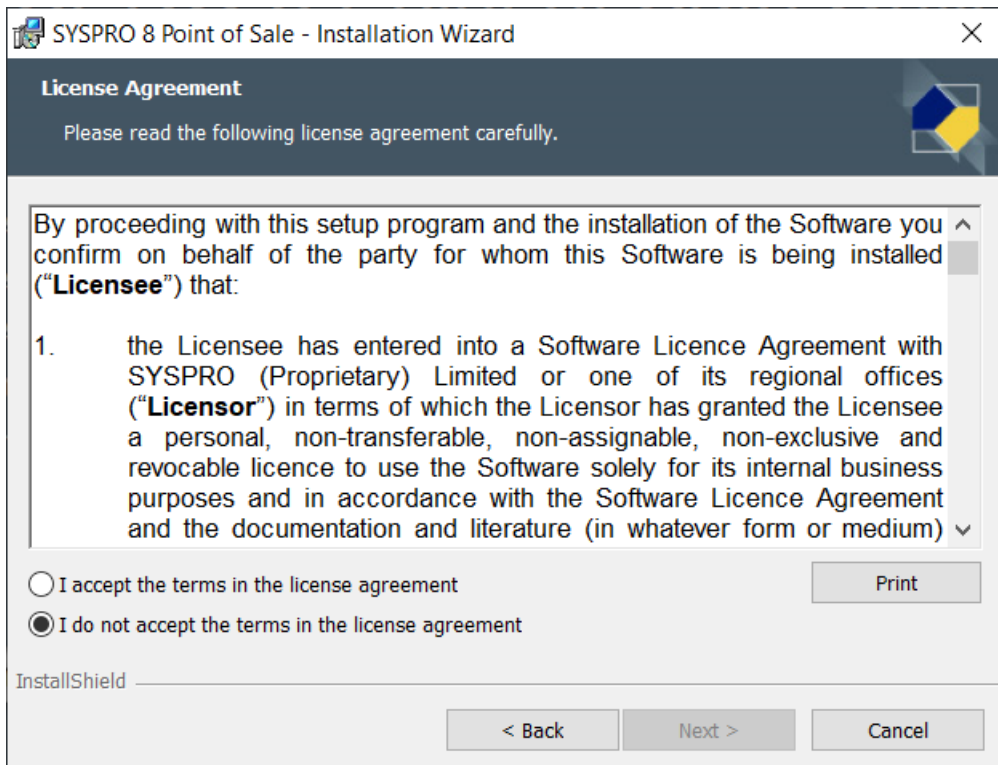 SYSPRO 8 Point of Sale - Installation Wizard
License Agreement
Please read the following license agreement carefully.
By proceeding with this setup program and the installation of the Software you
confirm on behalf of the party for whom this Software is being installed
(“Licensee”) that:
1. the Licensee has entered into a Software Licence Agreement with
SYSPRO (Proprietary) Limited or one of its regional offices
(“Licensor”) in terms of which the Licensor has granted the Licensee
a personal, non-transferable, non-assignable, non-exclusive and
revocable licence to use the Software solely for its internal business
purposes and in accordance with the Software Licence Agreement
and the documentation and literature (in whatever form or medium)
I accept the terms in the license agreement
Print
I do not accept the terms in the license agreement
InstallShield
< Back Next > Cancel